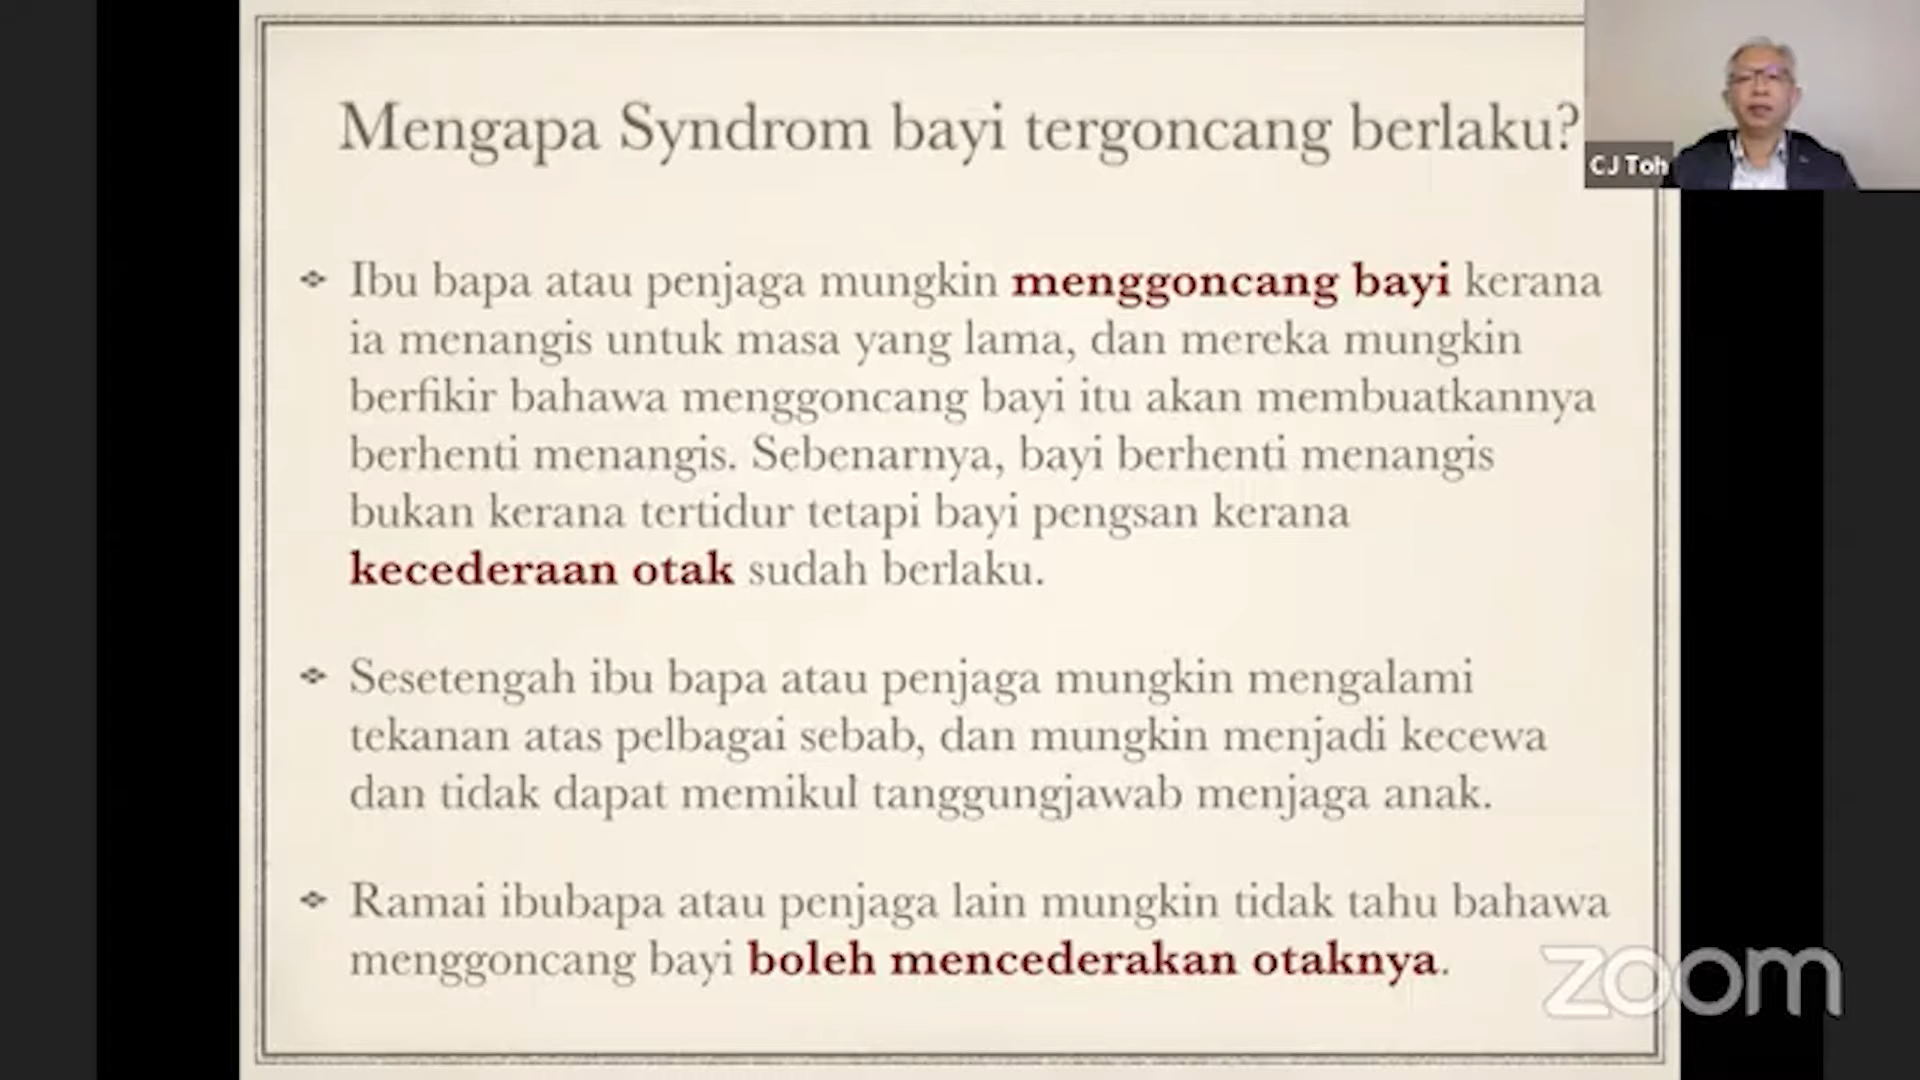 Mengapa Syndrom bayi tergoncang berlaku?
CJ Toh
Ibu bapa atau penjaga mungkin menggoncang bayi kerana
ia menangis untuk masa yang lama, dan mereka mungkin
berfikir bahawa menggoncang bayi itu akan membuatkannya
berhenti menangis. Sebenarnya, bayi berhenti menangis
bukan kerana tertidur tetapi bayi pengsan kerana
kecederaan otak sudah berlaku.
Sesetengah ibu bapa atau penjaga mungkin mengalami
tekanan atas pelbagai sebab, dan mungkin menjadi kecewa
dan tidak dapat memikul tanggungjawab menjaga anak.
Ramai ibubapa atau penjaga lain mungkin tidak tahu bahawa
menggoncang bayi boleh mencederakan otaknya.
zoom